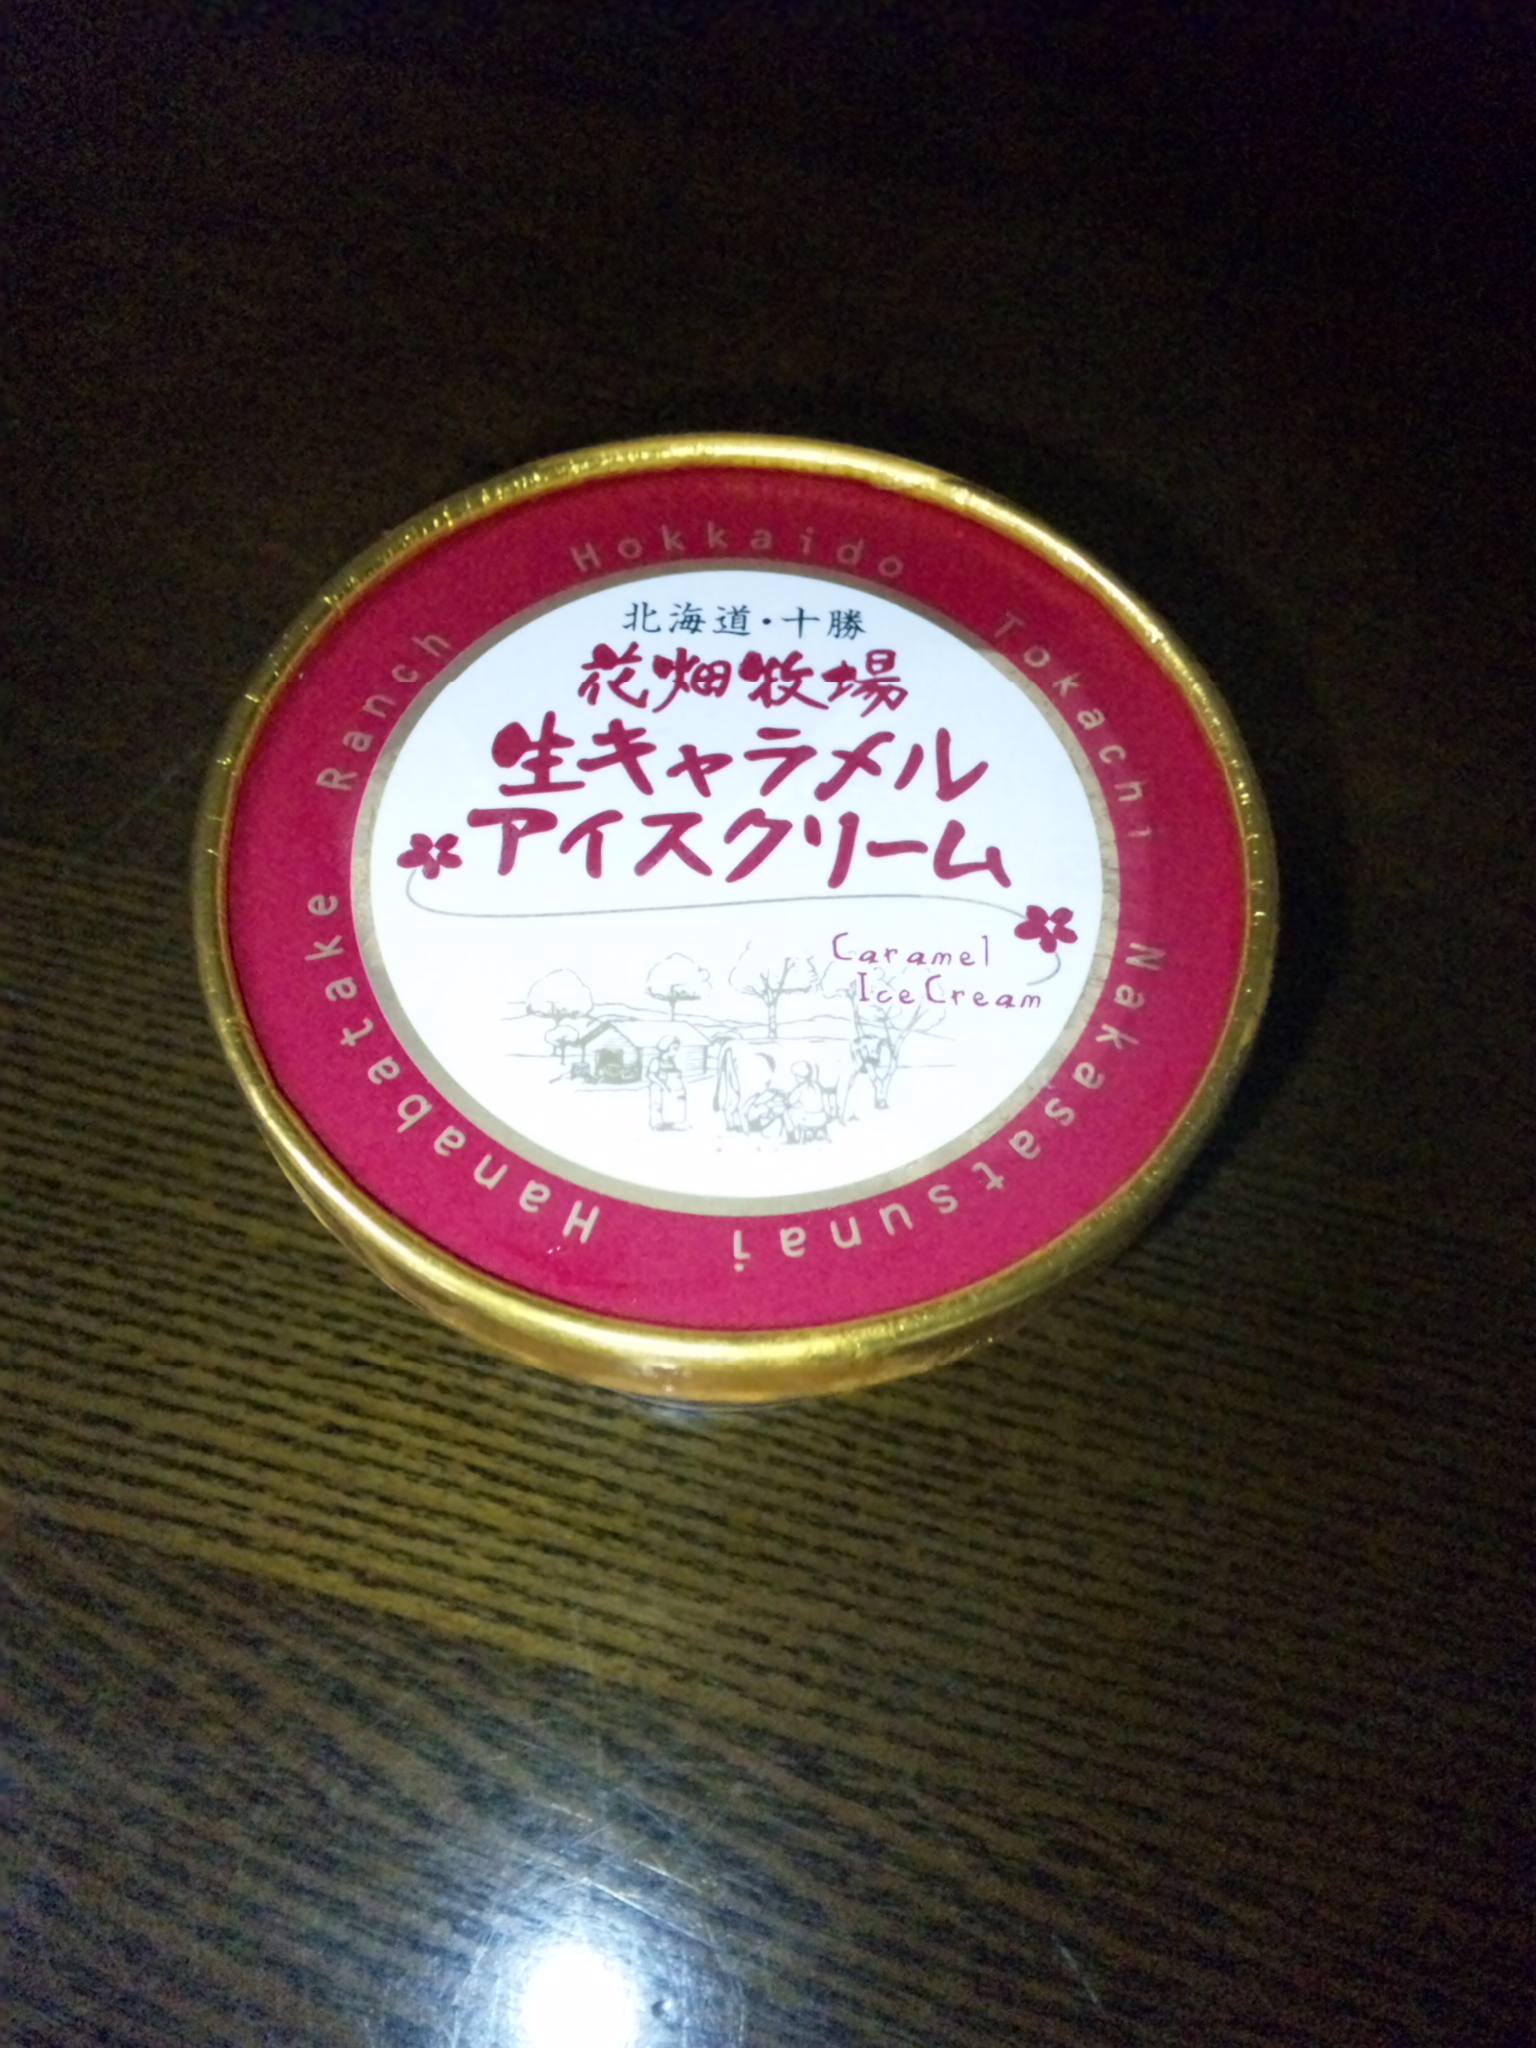 北海道・十勝
花畑牧場
生キャラメル
アイスクリーム
Caramel
Ice Cream
Hokkaido Tokachi Nakasatsunai Hanabatake Ranch